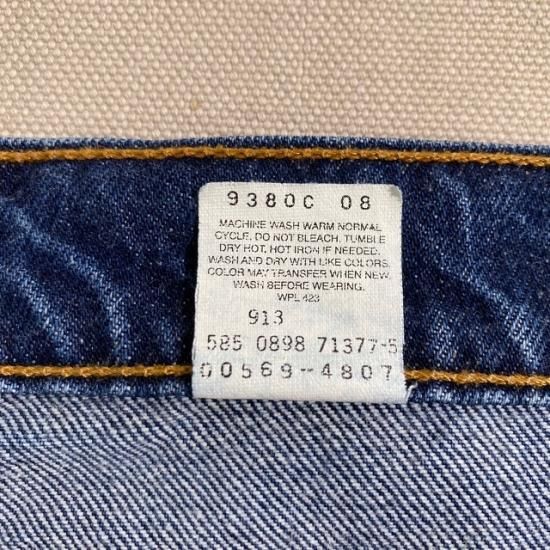 9380C 08
MACHINE WASH WARM NORMAL
CYCLE. DO NOT BLEACH. TUMBLE
DRY HOT. HOT IRON IF NEEDED.
WASH AND DRY WITH LIKE COLORS.
COLOR MAY TRANSFER WHEN NEW.
WASH BEFORE WEARING.
WPL 423
913
585 0898 71377-5
00569-4807